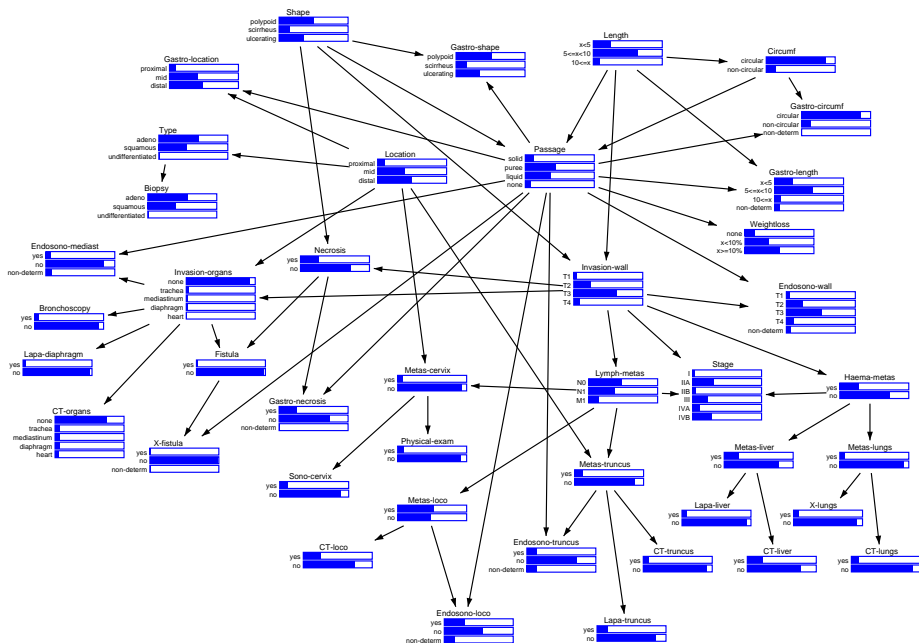 Shape
polypoid
scirrheus
ulcerating
Gastro-shape
polypoid
scirrheus
ulcerating
Length
x<5
5<=x<10
10<=x
Circumf
circular
non-circular
Gastro-location
proximal
mid
distal
Gastro-circumf
circular
non-circular
non-determ
Type
adeno
squamous
undifferentiated
Location
proximal
mid
distal
Passage
solid
puree
liquid
none
Gastro-length
x<5
5<=x<10
10<=x
non-determ
Biopsy
adeno
squamous
undifferentiated
Weightloss
none
x<10%
x>=10%
Endosono-mediast
yes
no
non-determ
Necrosis
yes
no
Invasion-organs
none
trachea
mediastinum
diaphragm
heart
Invasion-wall
T1
T2
T3
T4
Endosono-wall
T1
T2
T3
T4
non-determ
Bronchoscopy
yes
no
Lapa-diaphragm
yes
no
Fistula
yes
no
Metas-cervix
yes
no
Lymph-metas
N0
N1
M1
Stage
I
IIA
IIB
III
IVA
IVB
Haema-metas
yes
no
Gastro-necrosis
yes
no
non-determ
CT-organs
none
trachea
mediastinum
diaphragm
heart
X-fistula
yes
no
non-determ
Physical-exam
yes
no
Sono-cervix
yes
no
Metas-truncus
yes
no
Metas-liver
yes
no
Metas-lungs
yes
no
Metas-loco
yes
no
Lapa-liver
yes
no
X-lungs
yes
no
CT-loco
yes
no
Endosono-truncus
yes
no
non-determ
CT-truncus
yes
no
CT-liver
yes
no
CT-lungs
yes
no
Endosono-loco
yes
no
non-determ
Lapa-truncus
yes
no